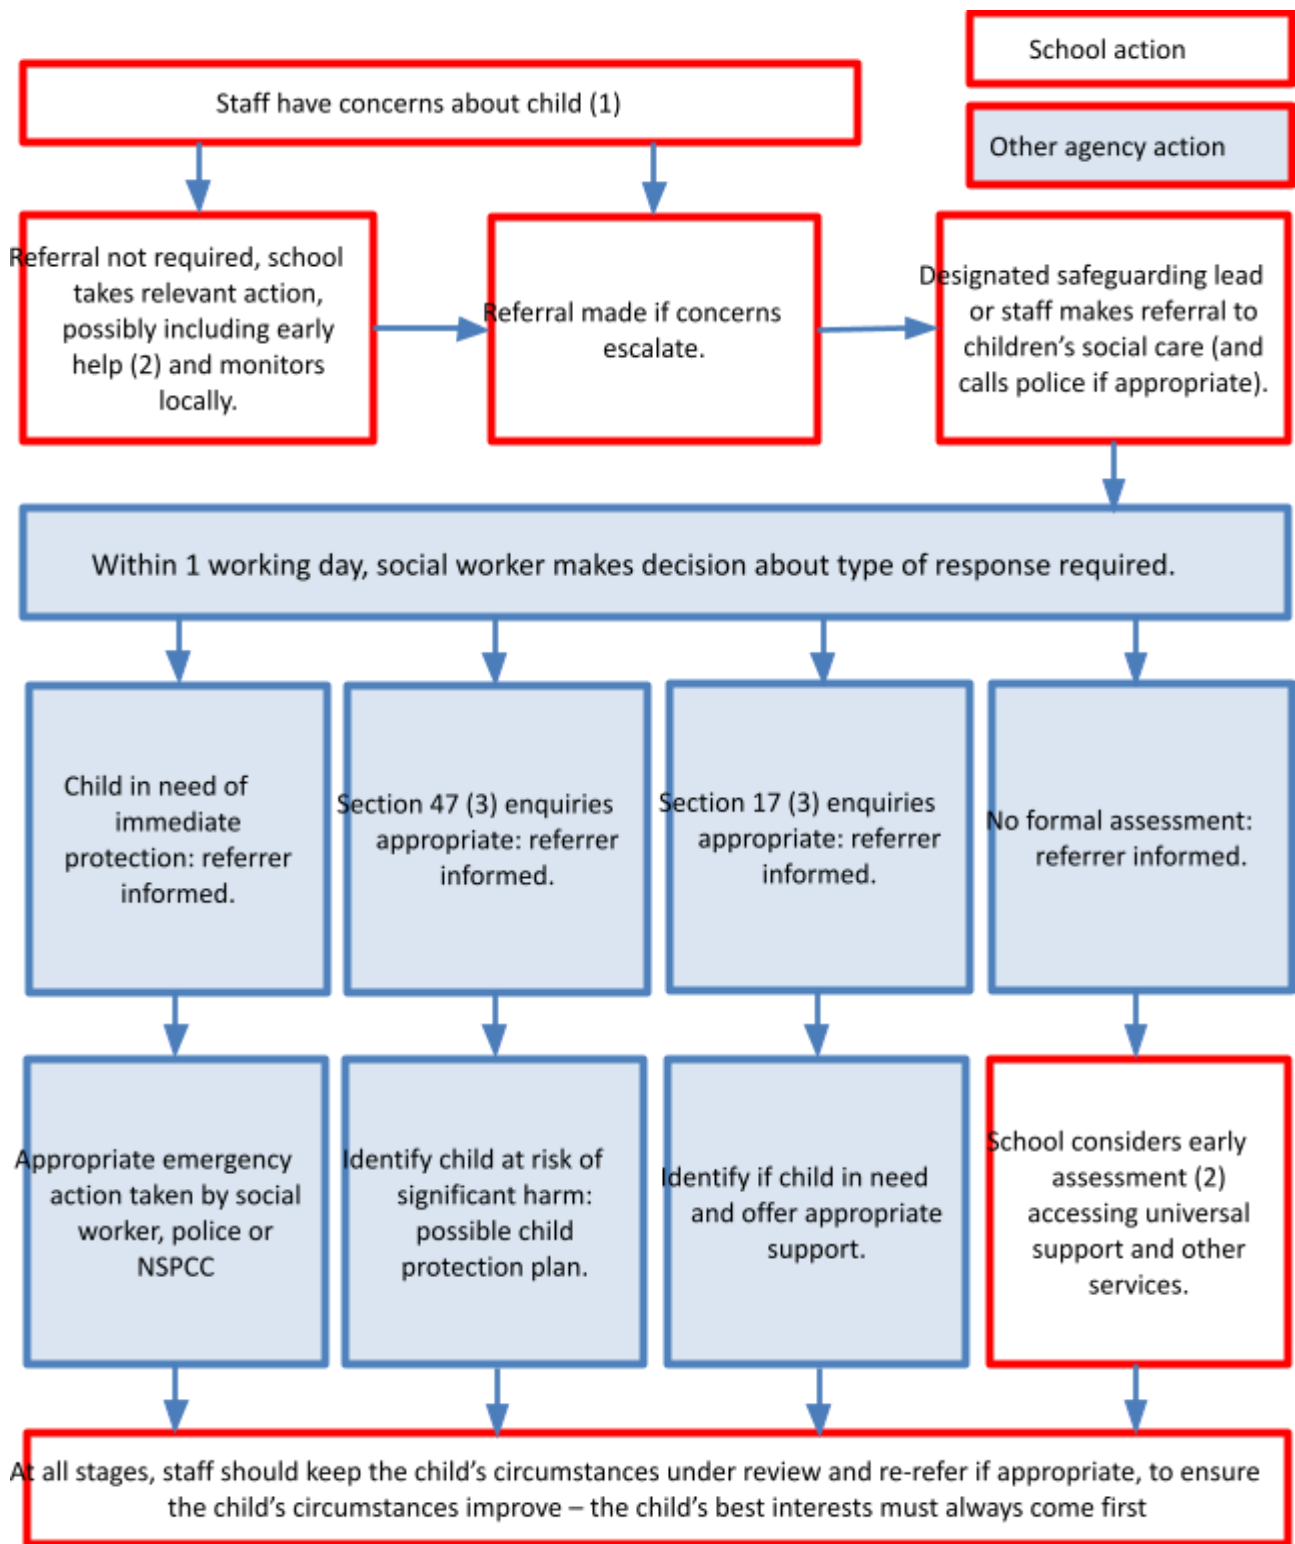 School action
Staff have concerns about child (1)
Other agency action
Referral not required, school
takes relevant action,
possibly including early
help (2) and monitors
locally.
Referral made if concerns
escalate.
Designated safeguarding lead
or staff makes referral to
children’s social care (and
calls police if appropriate).
Within 1 working day, social worker makes decision about type of response required.
Child in need of
immediate
protection: referrer
informed.
Section 47 (3) enquiries
appropriate: referrer
informed.
Section 17 (3) enquiries
appropriate: referrer
informed.
No formal assessment:
referrer informed.
Appropriate emergency
action taken by social
worker, police or
NSPCC
Identify child at risk of
significant harm:
possible child
protection plan.
Identify if child in need
and offer appropriate
support.
School considers early
assessment (2)
accessing universal
support and other
services.
At all stages, staff should keep the child’s circumstances under review and re-refer if appropriate, to ensure
the child’s circumstances improve – the child’s best interests must always come first